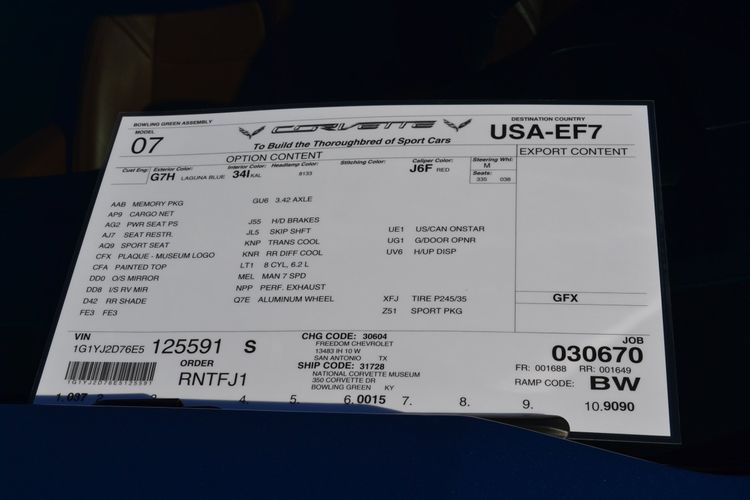 BOWLING GREEN ASSEMBLY
MODEL
07
CORVETTE
To Build the Thoroughbred of Sport Cars
DESTINATION COUNTRY
USA-EF7
OPTION CONTENT
EXPORT CONTENT
Cust Eng: Exterior Color: Interior Color: Headlamp Color: Stitching Color: Caliper Color: Steering Whl:
G7H LAGUNA BLUE 34I KAL 8133 J6F RED M
Seats:
335 038
AAB MEMORY PKG GU6 3.42 AXLE
AP9 CARGO NET
AG2 PWR SEAT PS J55 H/D BRAKES
AJ7 SEAT RESTR. JL5 SKIP SHFT UE1 US/CAN ONSTAR
AQ9 SPORT SEAT KNP TRANS COOL UG1 G/DOOR OPNR
CFX PLAQUE - MUSEUM LOGO KNR RR DIFF COOL UV6 H/UP DISP
CFA PAINTED TOP LT1 8 CYL, 6.2 L
DD0 O/S MIRROR MEL MAN 7 SPD
DD8 I/S RV MIR NPP PERF. EXHAUST
D42 RR SHADE Q7E ALUMINUM WHEEL XFJ TIRE P245/35
FE3 FE3 Z51 SPORT PKG
GFX
VIN
1G1YJ2D76E5 125591 S
1G1YJ2D76E5125591
ORDER
RNTFJ1
CHG CODE: 30604
FREEDOM CHEVROLET
13483 IH 10 W
SAN ANTONIO TX
SHIP CODE: 31728
NATIONAL CORVETTE MUSEUM
350 CORVETTE DR
BOWLING GREEN KY
JOB
030670
FR: 001688 RR: 001649
RAMP CODE: BW
1. 037 2. 4. 5. 6. 0015 7. 8. 9. 10. 9090